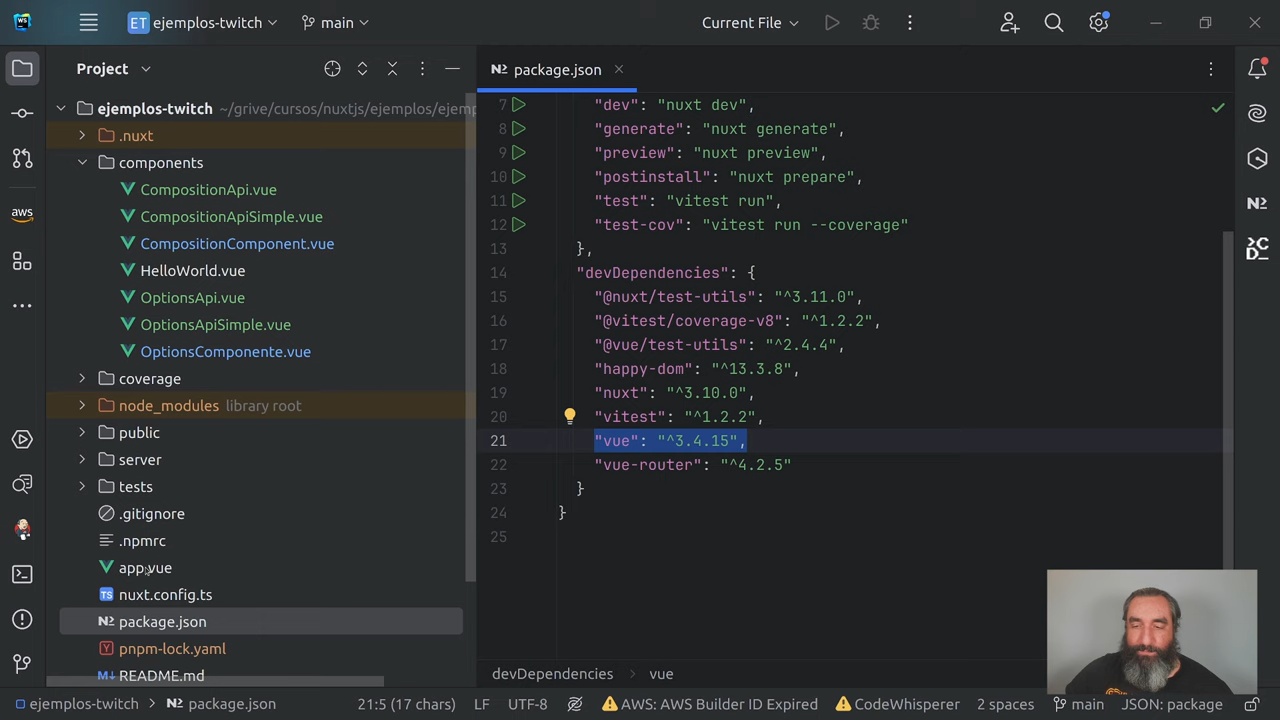 WS
ET ejemplos-twitch
main
Current File
Project
package.json
ejemplos-twitch ~/grive/cursos/nuxtjs/ejemplos/ejemp
.nuxt
components
CompositionApi.vue
CompositionApiSimple.vue
CompositionComponent.vue
HelloWorld.vue
OptionsApi.vue
OptionsApiSimple.vue
OptionsComponente.vue
coverage
node_modules library root
public
server
tests
.gitignore
.npmrc
app.vue
TS nuxt.config.ts
package.json
pnpm-lock.yaml
README.md
aws
7 "dev": "nuxt dev",
8 "generate": "nuxt generate",
9 "preview": "nuxt preview",
10 "postinstall": "nuxt prepare",
11 "test": "vitest run",
12 "test-cov": "vitest run --coverage"
13 },
14 "devDependencies": {
15 "@nuxt/test-utils": "^3.11.0",
16 "@vitest/coverage-v8": "^1.2.2",
17 "@vue/test-utils": "^2.4.4",
18 "happy-dom": "^13.3.8",
19 "nuxt": "^3.10.0",
20 "vitest": "^1.2.2",
21 "vue": "^3.4.15",
22 "vue-router": "^4.2.5"
23 }
24 }
25
devDependencies > vue
ejemplos-twitch > package.json
21:5 (17 chars)
LF
UTF-8
AWS: AWS Builder ID Expired
CodeWhisperer
2 spaces
main
JSON: package